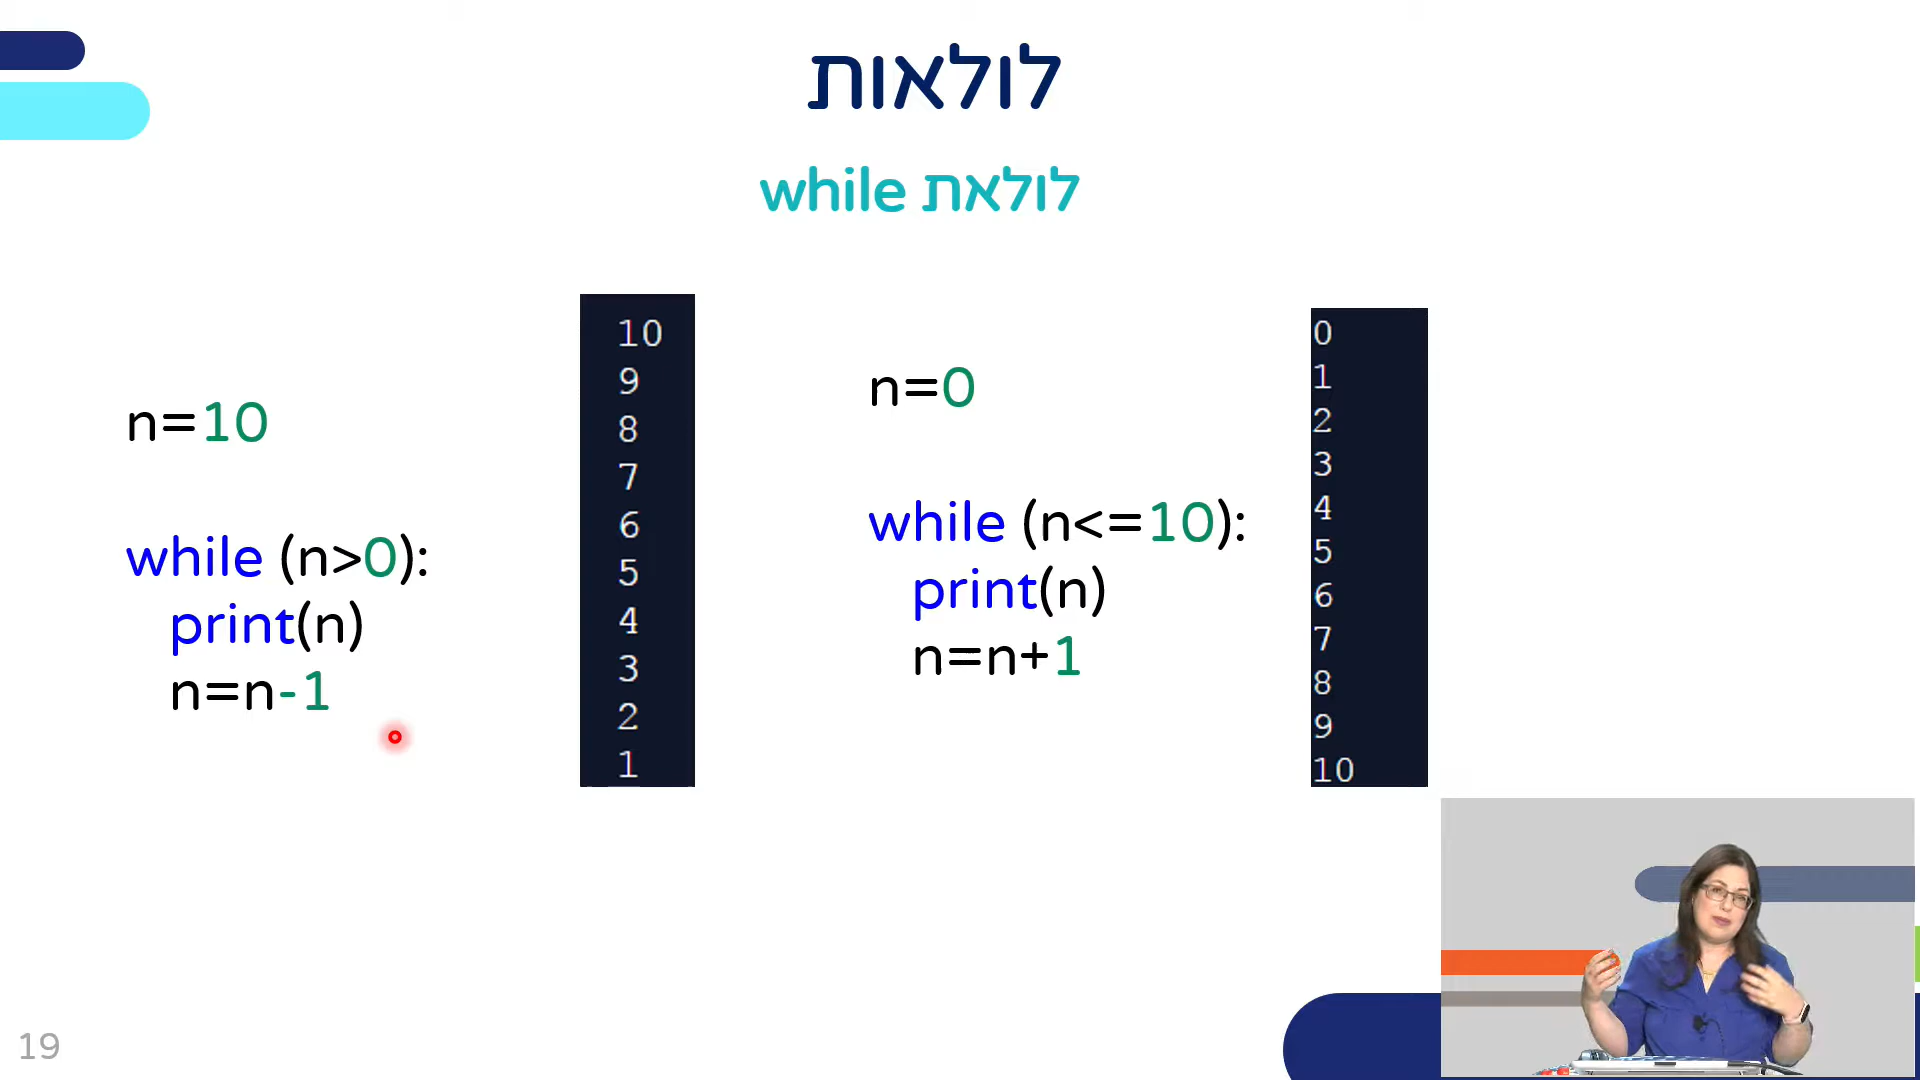 לולאות
לולאת while
n=10
while (n>0):
print(n)
n=n-1
10
9
8
7
6
5
4
3
2
1
n=0
while (n<=10):
print(n)
n=n+1
0
1
2
3
4
5
6
7
8
9
10
19